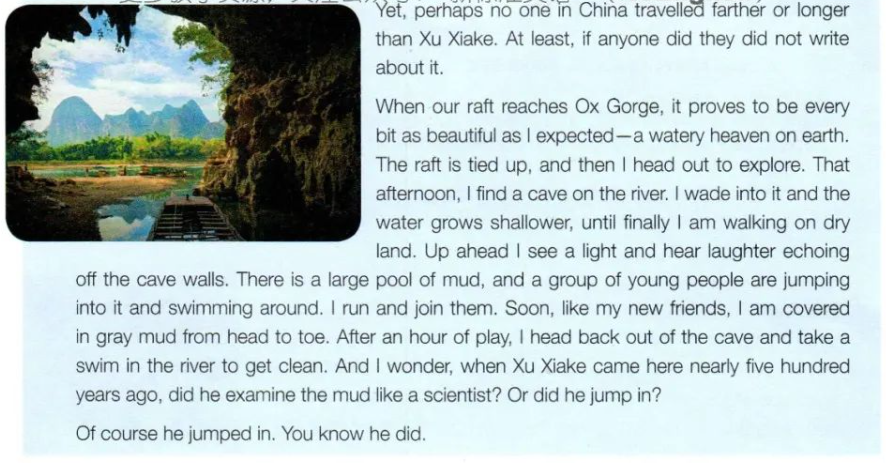 Yet, perhaps no one in China travelled farther or longer
than Xu Xiake. At least, if anyone did they did not write
about it.
When our raft reaches Ox Gorge, it proves to be every
bit as beautiful as I expected—a watery heaven on earth.
The raft is tied up, and then I head out to explore. That
afternoon, I find a cave on the river. I wade into it and the
water grows shallower, until finally I am walking on dry
land. Up ahead I see a light and hear laughter echoing
off the cave walls. There is a large pool of mud, and a group of young people are jumping
into it and swimming around. I run and join them. Soon, like my new friends, I am covered
in gray mud from head to toe. After an hour of play, I head back out of the cave and take a
swim in the river to get clean. And I wonder, when Xu Xiake came here nearly five hundred
years ago, did he examine the mud like a scientist? Or did he jump in?
Of course he jumped in. You know he did.